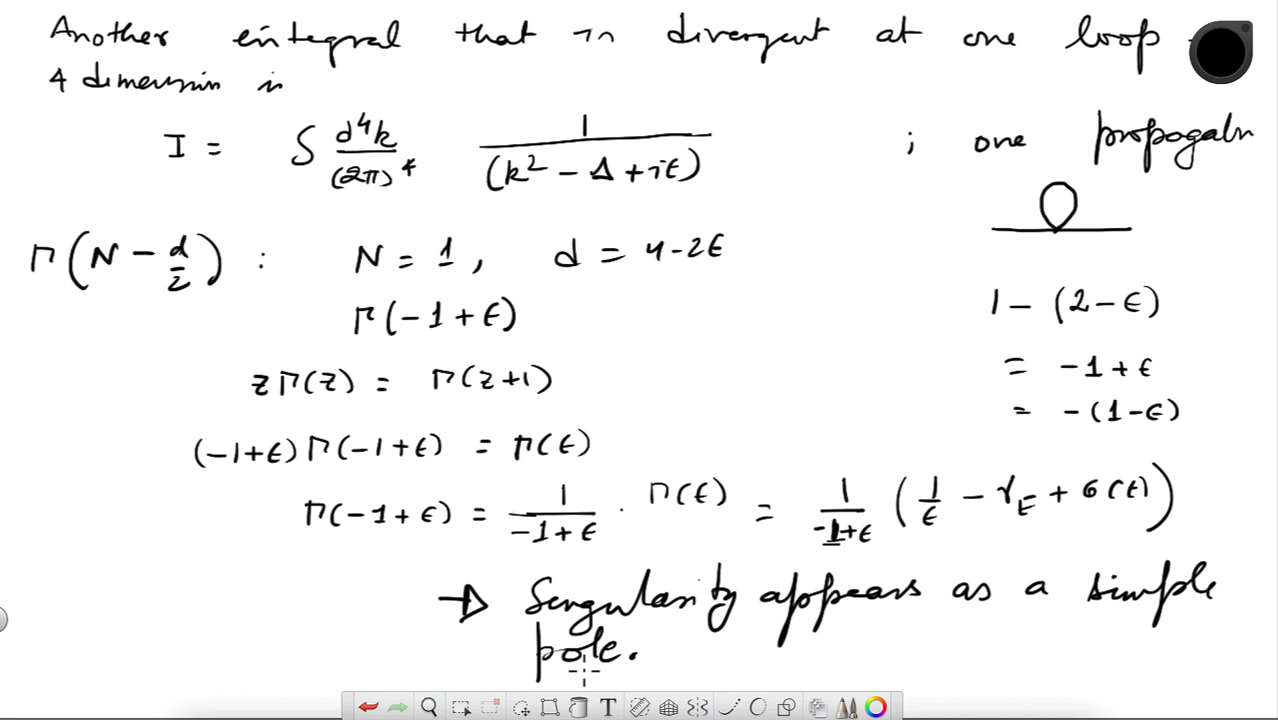 Another integral that is divergent at one loop
4 dimension is
I = ∫ d⁴k/(2π)⁴ 1/(k² − Δ + iε) ; one propogatn
Γ(N − d/2) : N = 1, d = 4-2ε
Γ(−1+ε)
1 − (2−ε)
= −1+ε
= −(1−ε)
zΓ(z) = Γ(z+1)
(−1+ε)Γ(−1+ε) = Γ(ε)
Γ(−1+ε) = 1/(−1+ε) · Γ(ε) = 1/(−1+ε) (1/ε − γ_E + O(ε))
→ Singularity appears as a simple
pole.
T